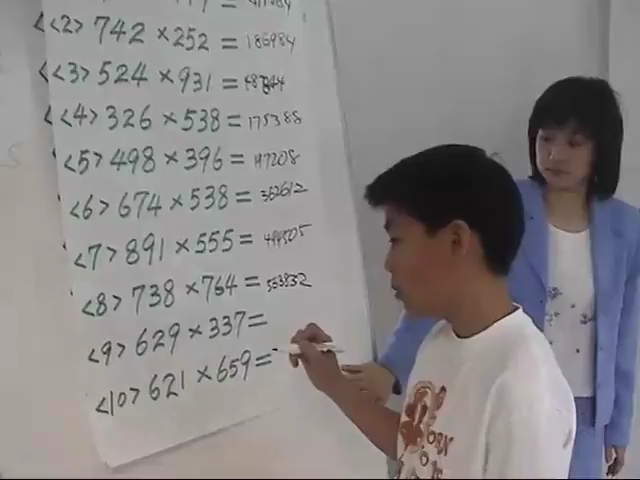 <2> 742 × 252 = 186984
<3> 524 × 931 =
<4> 326 × 538 = 175388
<5> 498 × 396 = 197208
<6> 674 × 538 = 362612
<7> 891 × 555 = 494505
<8> 738 × 764 = 563832
<9> 629 × 337 =
<10> 621 × 659 =